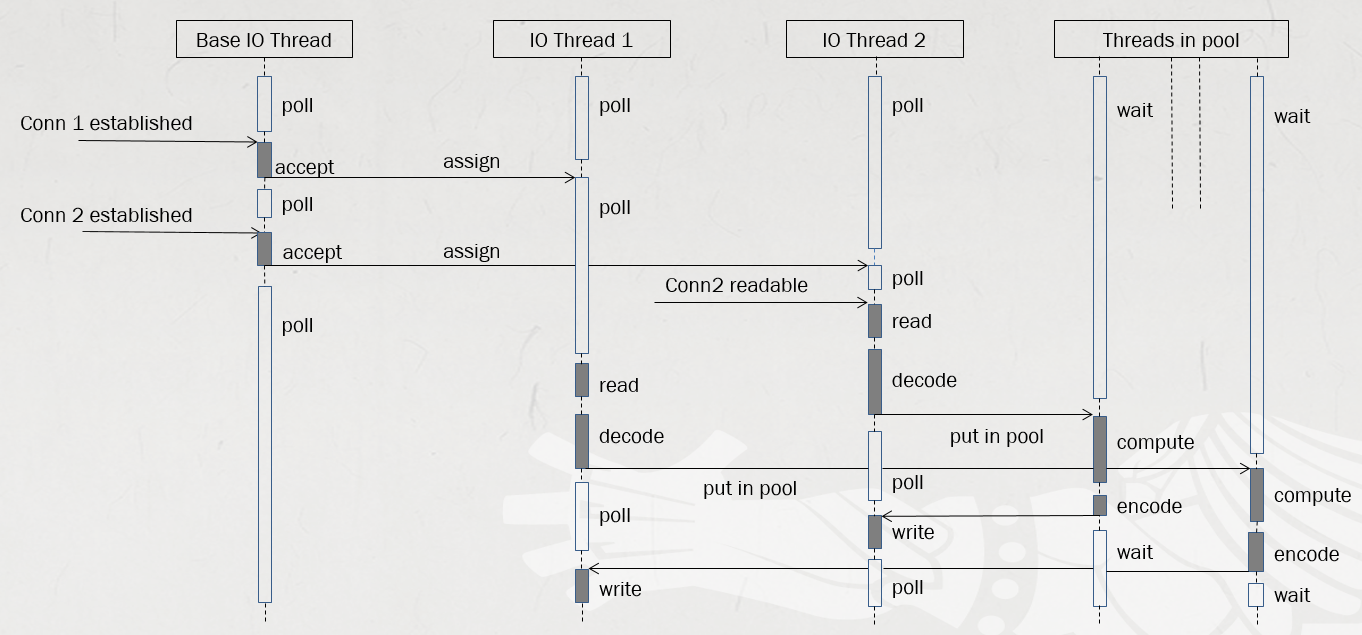 Base IO Thread
IO Thread 1
IO Thread 2
Threads in pool
poll
poll
poll
wait
wait
Conn 1 established
accept
assign
poll
poll
Conn 2 established
accept
assign
poll
Conn2 readable
read
poll
decode
read
decode
put in pool
compute
poll
put in pool
compute
encode
poll
write
wait
encode
poll
write
wait